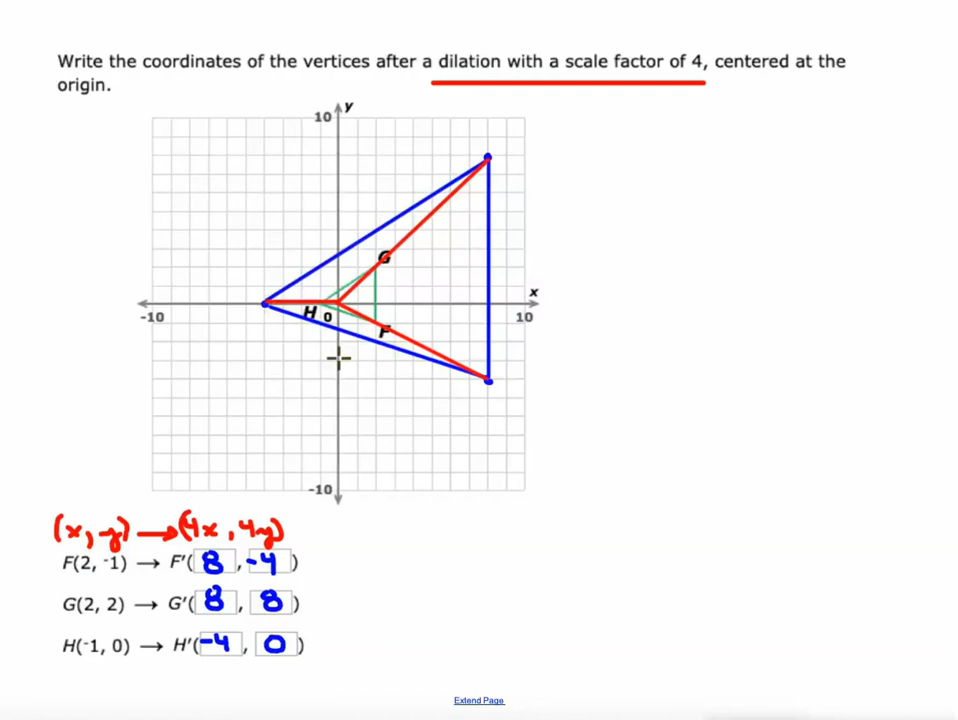 Write the coordinates of the vertices after a dilation with a scale factor of 4, centered at the
origin.
10 y
G
x
H 0
-10
10
F
-10
(x, y) → (4x, 4y)
F(2, -1) → F′( 8 , -4 )
G(2, 2) → G′( 8 , 8 )
H(-1, 0) → H′( -4 , 0 )
Extend Page